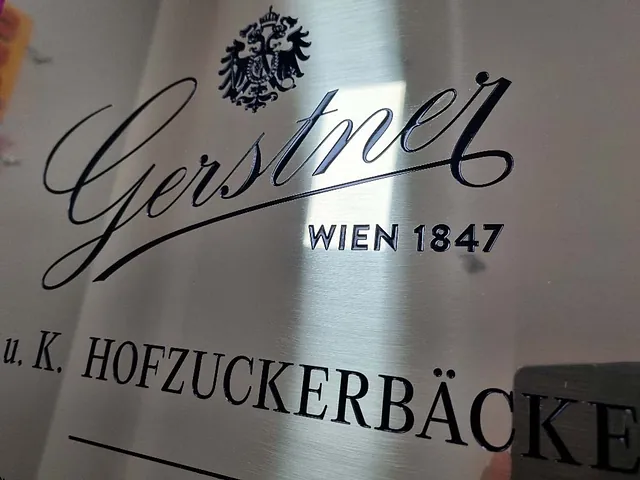 Gerstner
WIEN 1847
u. K. HOFZUCKERBÄCKE